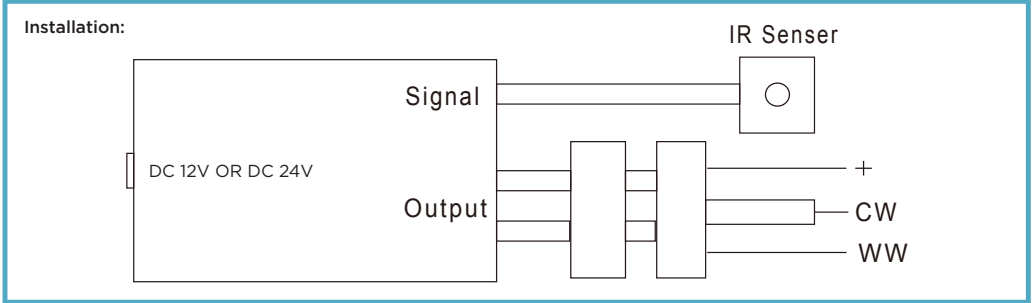 Installation:
IR Senser
Signal
DC 12V OR DC 24V
Output
+
CW
WW